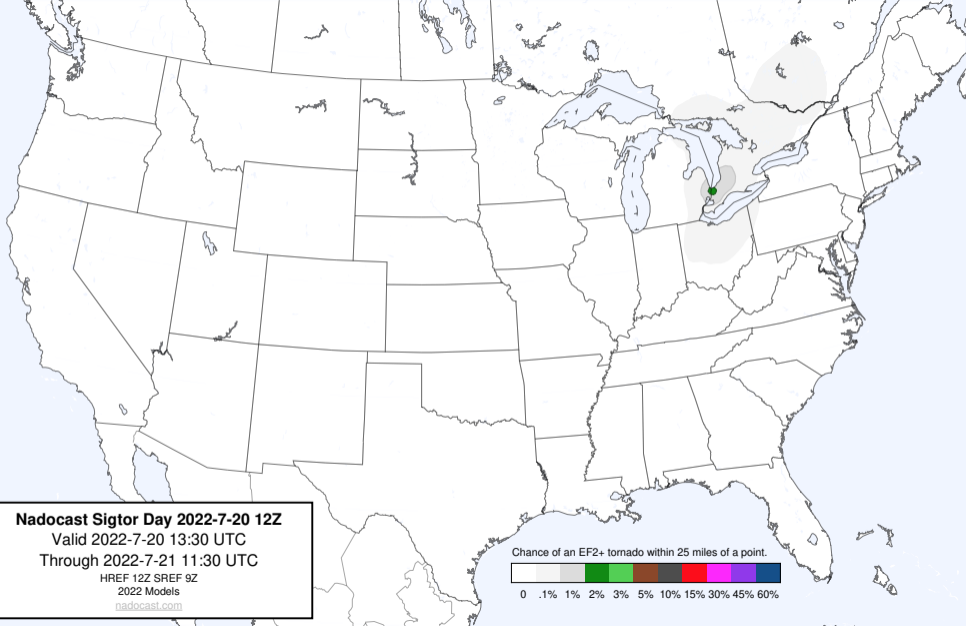 Nadocast Sigtor Day 2022-7-20 12Z
Valid 2022-7-20 13:30 UTC
Through 2022-7-21 11:30 UTC
HREF 12Z SREF 9Z
2022 Models
nadocast.com
Chance of an EF2+ tornado within 25 miles of a point.
0 .1% 1% 2% 3% 5% 10% 15% 30% 45% 60%